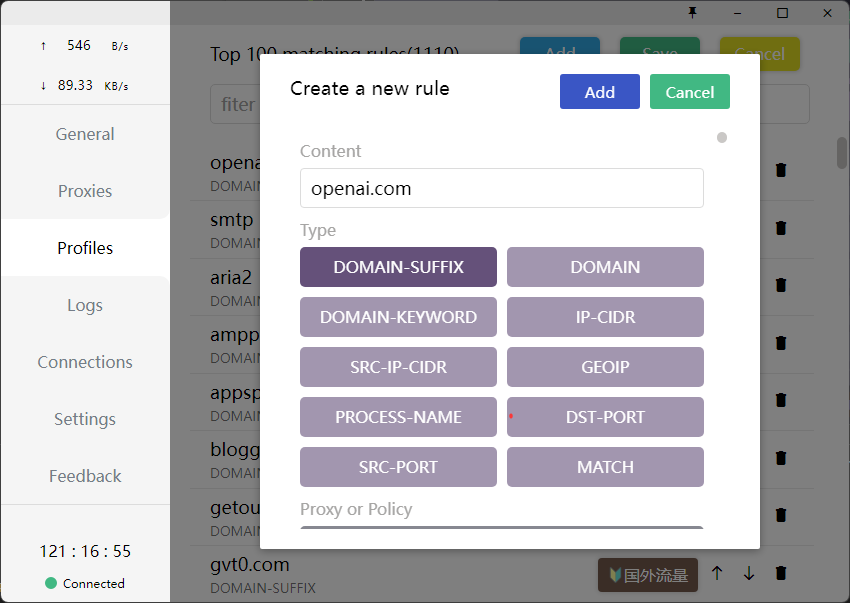 ↑ 546 B/s
↓ 89.33 KB/s
General
Proxies
Profiles
Logs
Connections
Settings
Feedback
121 : 16 : 55
Connected
Top 100 matching rules(1110)
Add
Save
Cancel
fiter
Create a new rule
Add
Cancel
Content
openai.com
Type
DOMAIN-SUFFIX
DOMAIN
DOMAIN-KEYWORD
IP-CIDR
SRC-IP-CIDR
GEOIP
PROCESS-NAME
DST-PORT
SRC-PORT
MATCH
Proxy or Policy
opena
DOMAIN
smtp
DOMAIN
aria2
DOMAIN
ampp
DOMAIN
appsp
DOMAIN
blogg
DOMAIN
getou
DOMAIN
gvt0.com
DOMAIN-SUFFIX
🔰国外流量 ↑ ↓